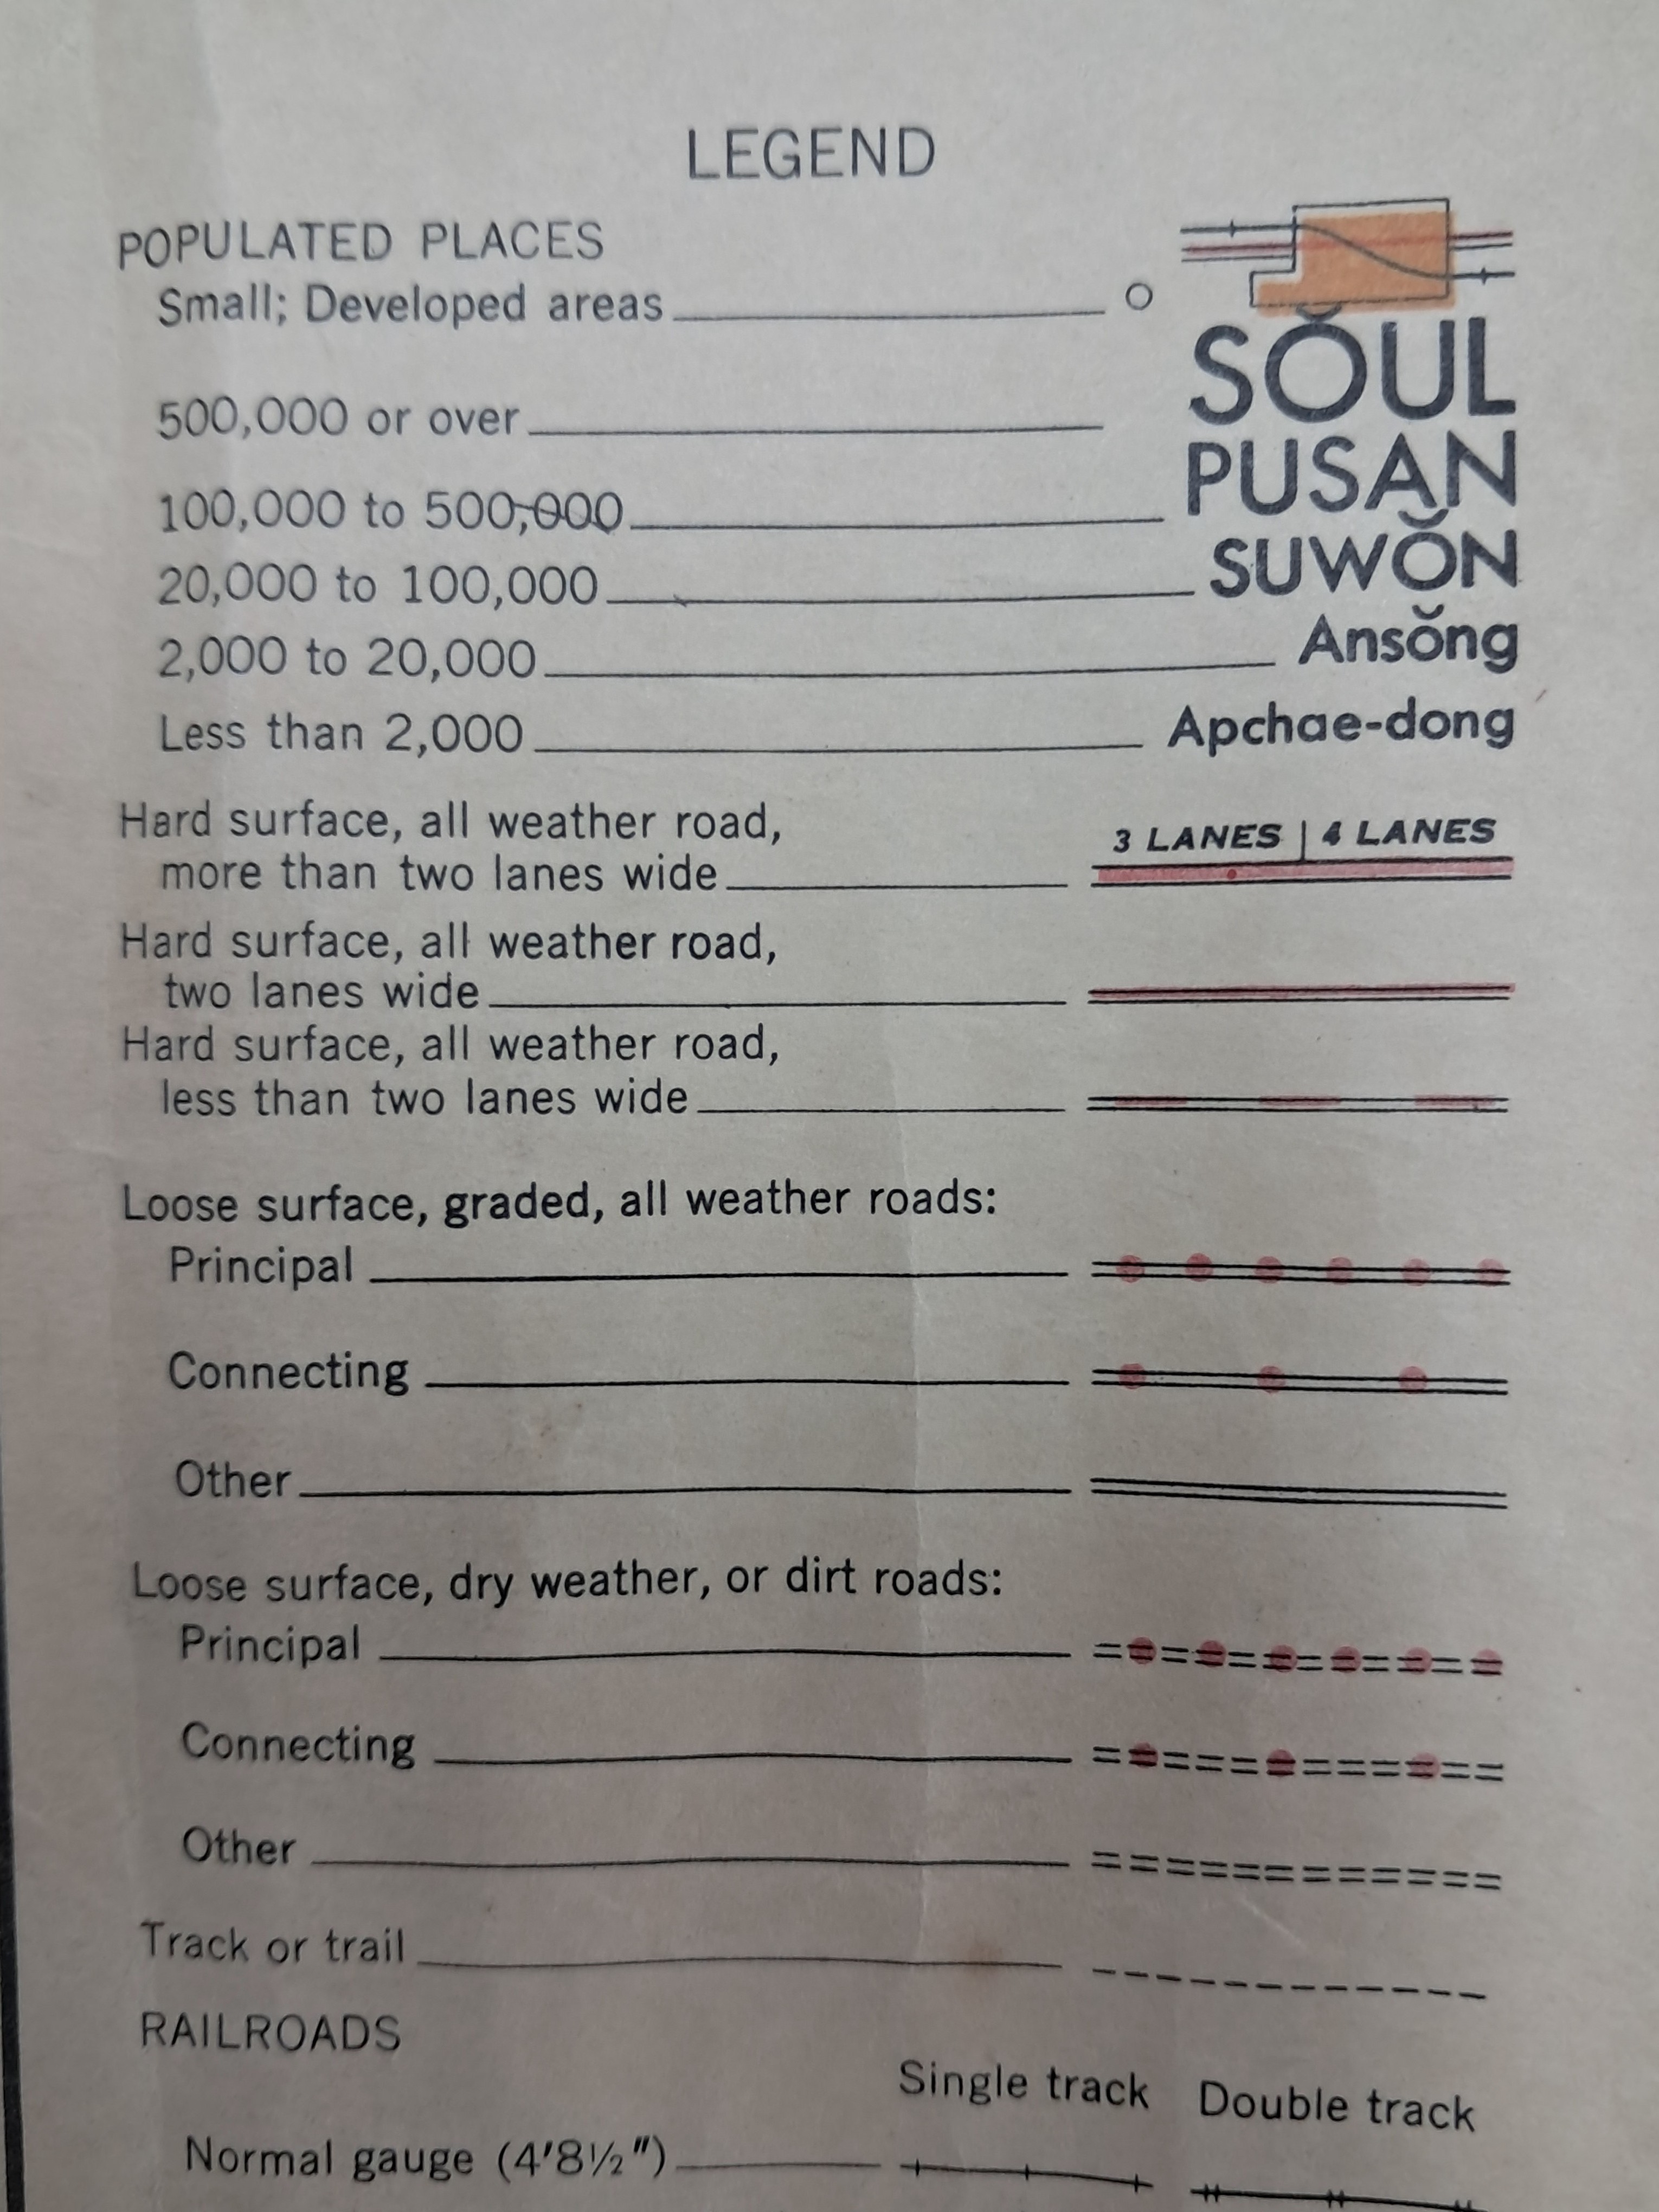 LEGEND
POPULATED PLACES
Small; Developed areas
500,000 or over SŎUL
100,000 to 500,000 PUSAN
20,000 to 100,000 SUWŎN
2,000 to 20,000 Ansŏng
Less than 2,000 Apchae-dong
Hard surface, all weather road,
more than two lanes wide 3 LANES | 4 LANES
Hard surface, all weather road,
two lanes wide
Hard surface, all weather road,
less than two lanes wide
Loose surface, graded, all weather roads:
Principal
Connecting
Other
Loose surface, dry weather, or dirt roads:
Principal
Connecting
Other
Track or trail
RAILROADS
Single track Double track
Normal gauge (4'8½")